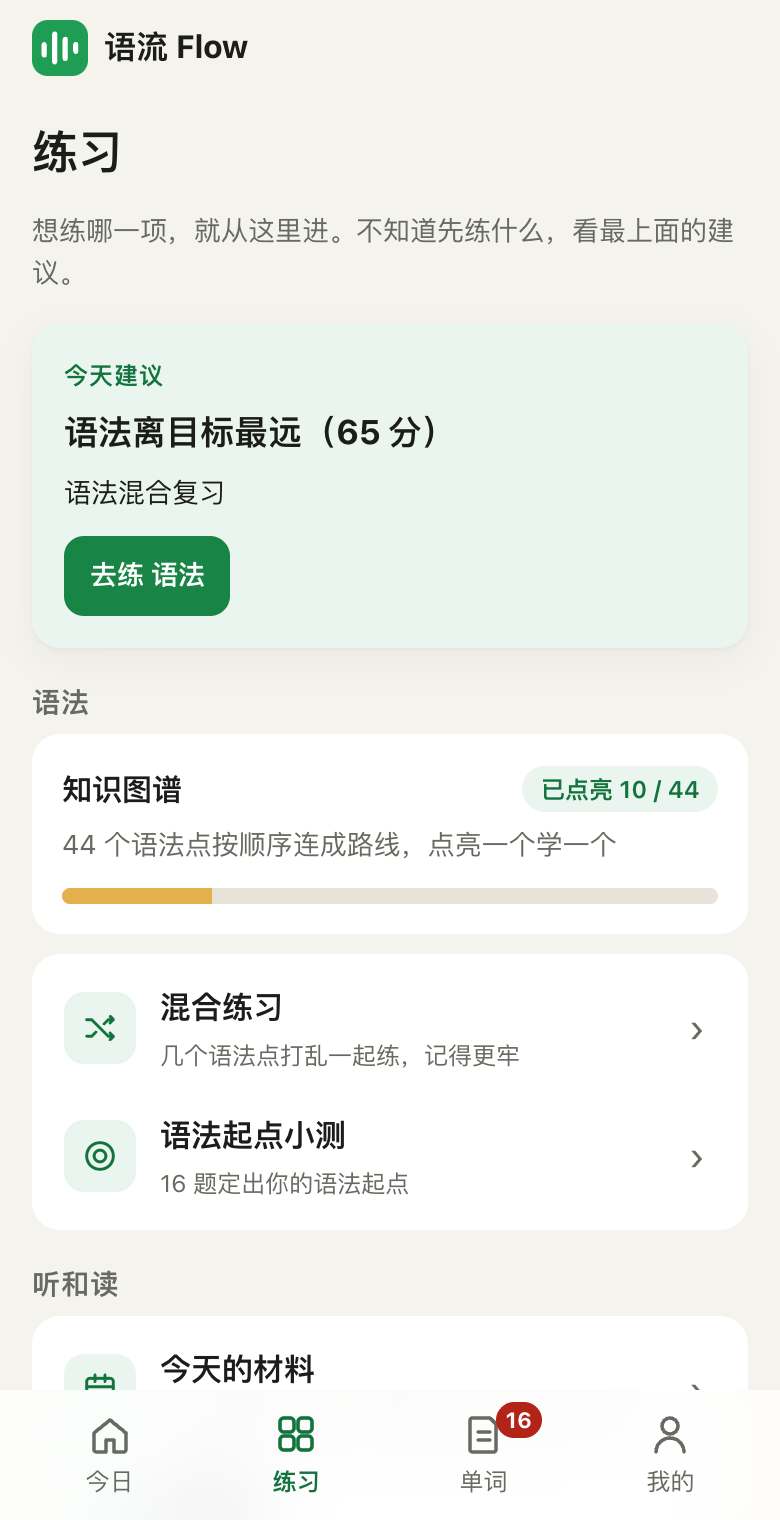 语流 Flow
练习
想练哪一项，就从这里进。不知道先练什么，看最上面的建
议。
今天建议
语法离目标最远（65 分）
语法混合复习
去练 语法
语法
知识图谱
已点亮 10 / 44
44 个语法点按顺序连成路线，点亮一个学一个
混合练习
几个语法点打乱一起练，记得更牢
语法起点小测
16 题定出你的语法起点
听和读
今天的材料
16
今日
练习
单词
我的